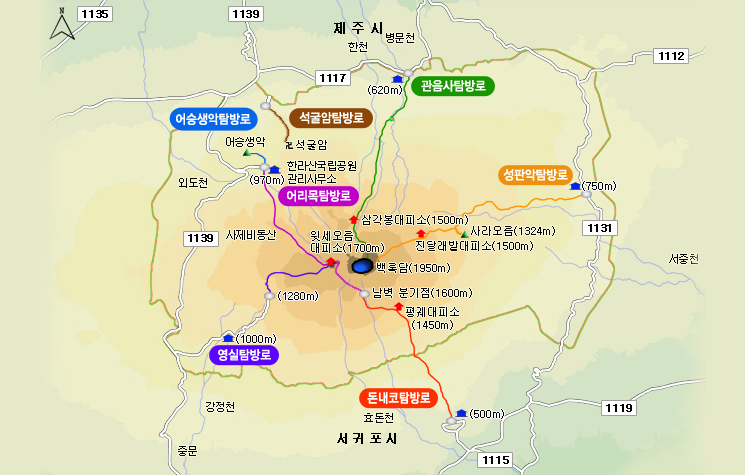 1135
1139
제주시
한천
병문천
1112
1117
(620m)
관음사탐방로
어승생악탐방로
석굴암탐방로
어승생악
석굴암
한라산국립공원
관리사무소
(970m)
외도천
어리목탐방로
성판악탐방로
(750m)
삼각봉대피소(1500m)
사라오름(1324m)
진달래밭대피소(1500m)
1131
1139
사제비동산
윗세오름
대피소(1700m)
백록담(1950m)
서중천
(1280m)
남벽 분기점(1600m)
평궤대피소
(1450m)
(1000m)
영실탐방로
돈내코탐방로
강정천
효돈천
(500m)
1119
서귀포시
중문
1115